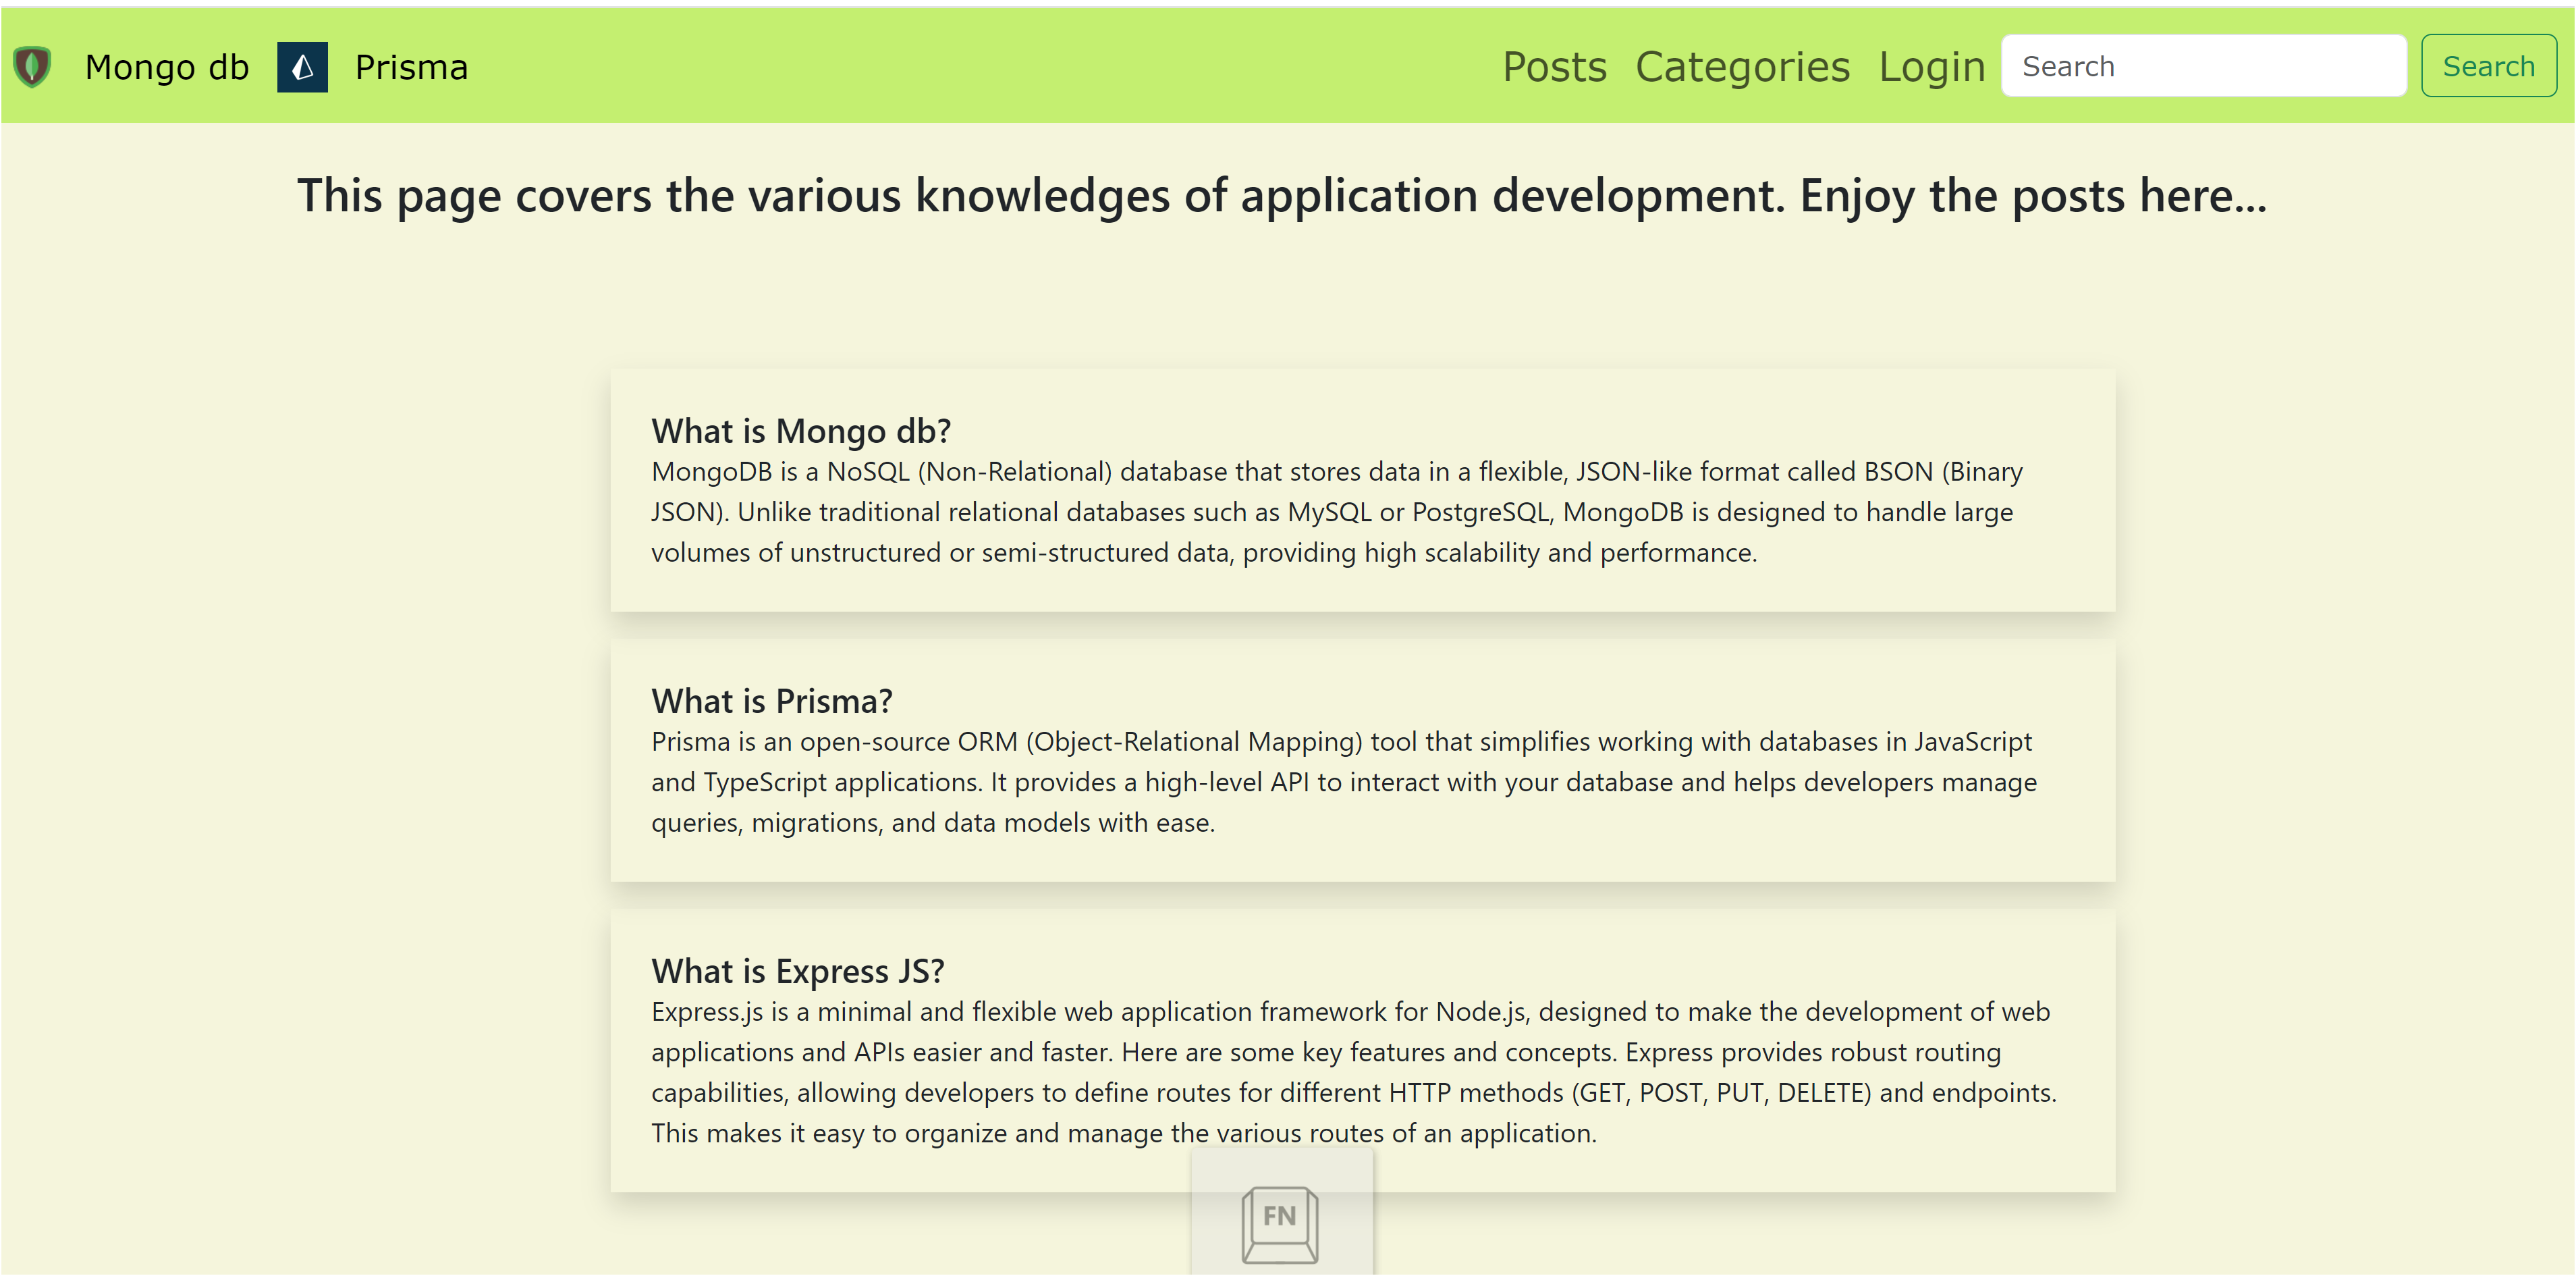 Mongo db Prisma Posts Categories Login Search Search
This page covers the various knowledges of application development. Enjoy the posts here...
What is Mongo db?
MongoDB is a NoSQL (Non-Relational) database that stores data in a flexible, JSON-like format called BSON (Binary
JSON). Unlike traditional relational databases such as MySQL or PostgreSQL, MongoDB is designed to handle large
volumes of unstructured or semi-structured data, providing high scalability and performance.
What is Prisma?
Prisma is an open-source ORM (Object-Relational Mapping) tool that simplifies working with databases in JavaScript
and TypeScript applications. It provides a high-level API to interact with your database and helps developers manage
queries, migrations, and data models with ease.
What is Express JS?
Express.js is a minimal and flexible web application framework for Node.js, designed to make the development of web
applications and APIs easier and faster. Here are some key features and concepts. Express provides robust routing
capabilities, allowing developers to define routes for different HTTP methods (GET, POST, PUT, DELETE) and endpoints.
This makes it easy to organize and manage the various routes of an application.
FN